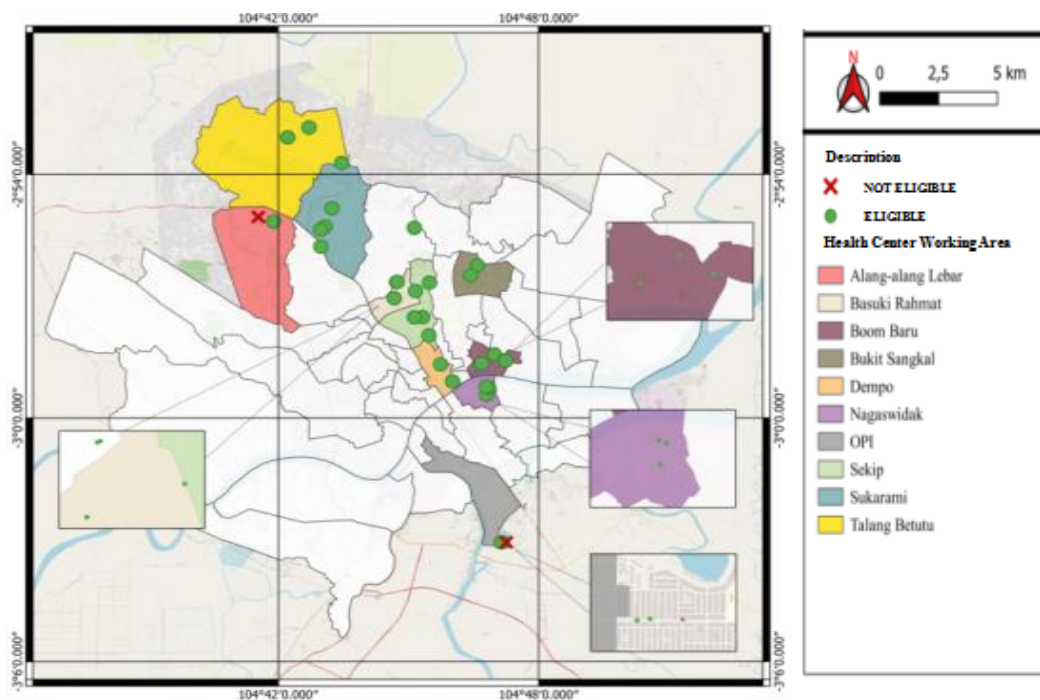 104°42'0.000"
104°48'0.000"
-2°54'0.000"
-2°54'0.000"
-3°0'0.000"
-3°0'0.000"
-3°6'0.000"
-3°6'0.000"
104°42'0.000"
104°48'0.000"
N
0 2,5 5 km
Description
NOT ELIGIBLE
ELIGIBLE
Health Center Working Area
Alang-alang Lebar
Basuki Rahmat
Boom Baru
Bukit Sangkal
Dempo
Nagaswidak
OPI
Sekip
Sukarami
Talang Betutu